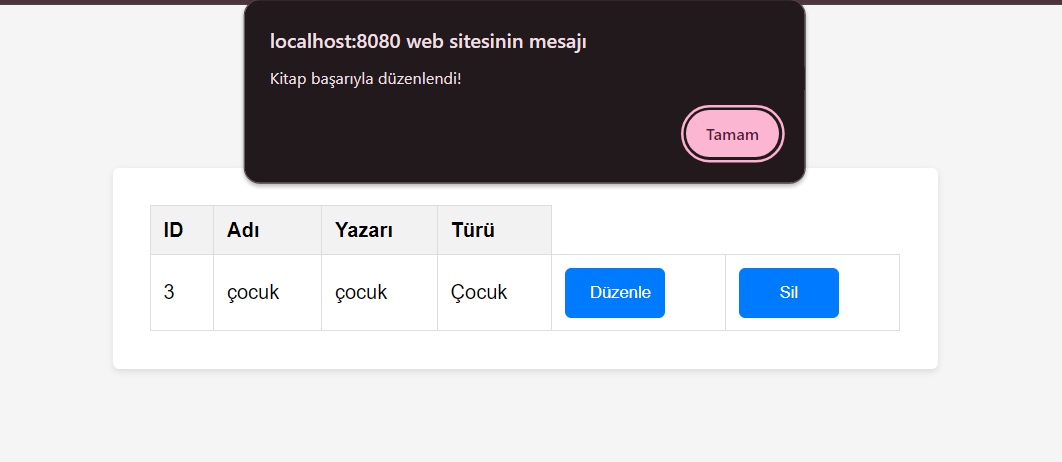 localhost:8080 web sitesinin mesajı
Kitap başarıyla düzenlendi!
Tamam
ID Adı Yazarı Türü
3 çocuk çocuk Çocuk Düzenle Sil